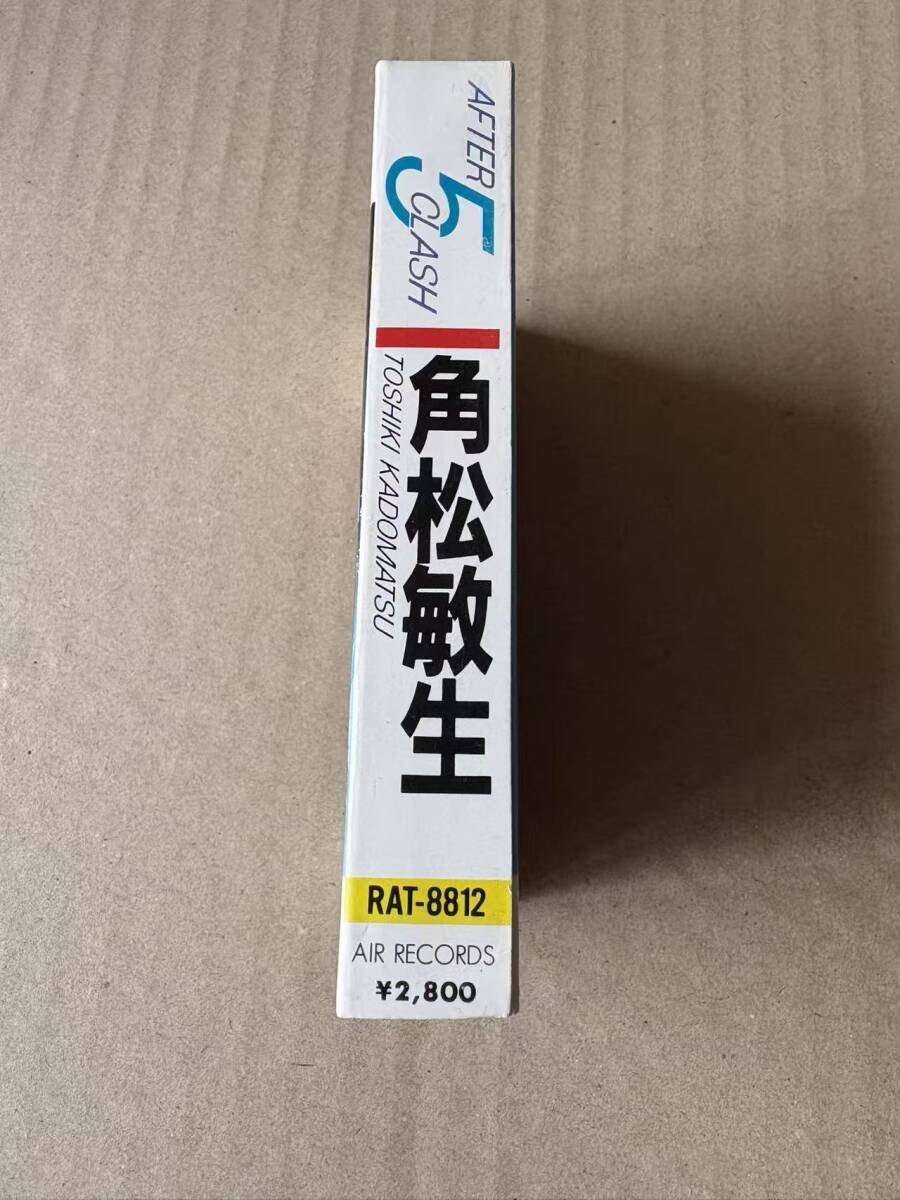 AFTER
5
CLASH
角松敏生
TOSHIKI KADOMATSU
RAT-8812
AIR RECORDS
¥2,800